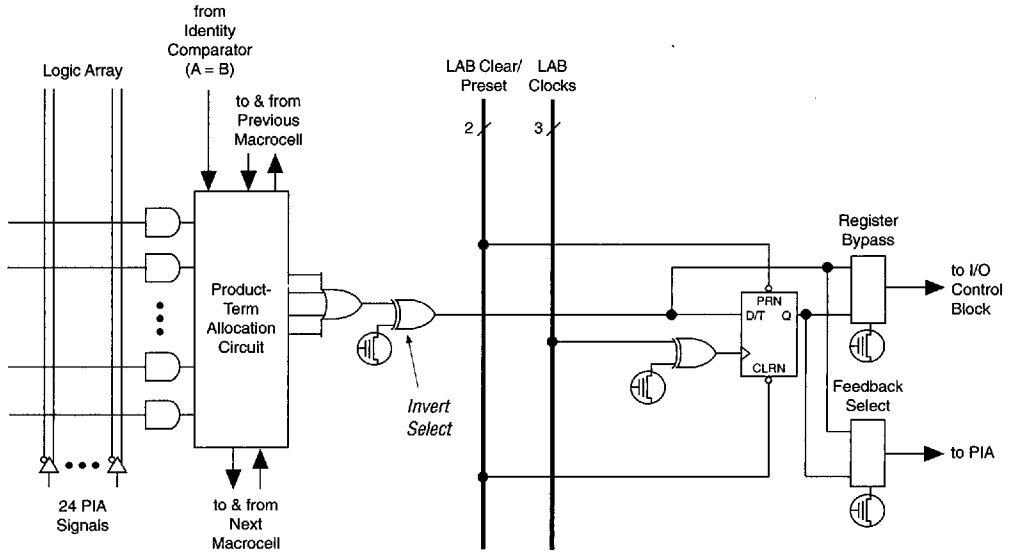 from
Identity
Comparator
(A = B)
Logic Array
to & from
Previous
Macrocell
LAB Clear/
Preset
LAB
Clocks
2
3
Register
Bypass
to I/O
Control
Block
Product-
Term
Allocation
Circuit
PRN
D/T Q
CLRN
Invert
Select
Feedback
Select
to PIA
24 PIA
Signals
to & from
Next
Macrocell